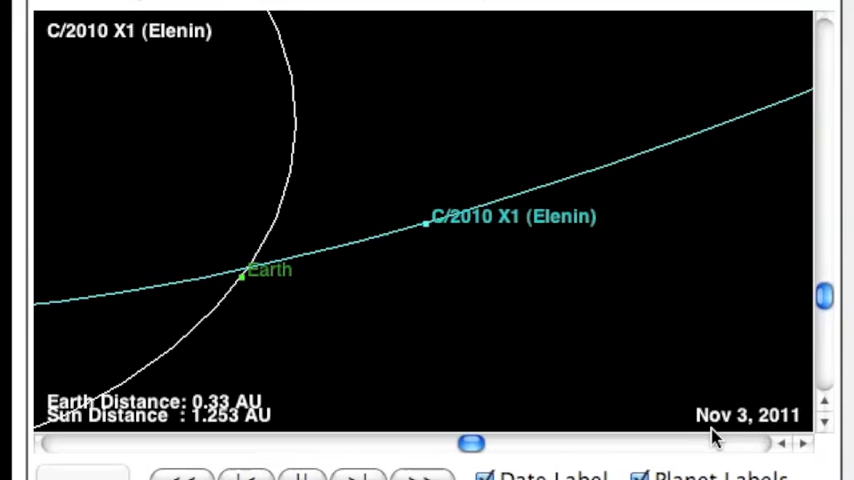 C/2010 X1 (Elenin)
C/2010 X1 (Elenin)
Earth
Earth Distance: 0.33 AU
Sun Distance : 1.253 AU
Nov 3, 2011
<< |< || >| >> Date Label Planet Labels